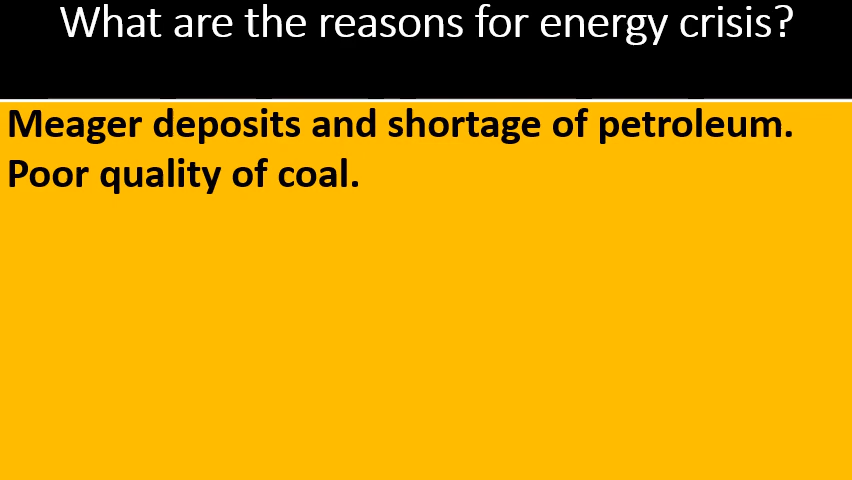 What are the reasons for energy crisis?
Meager deposits and shortage of petroleum.
Poor quality of coal.